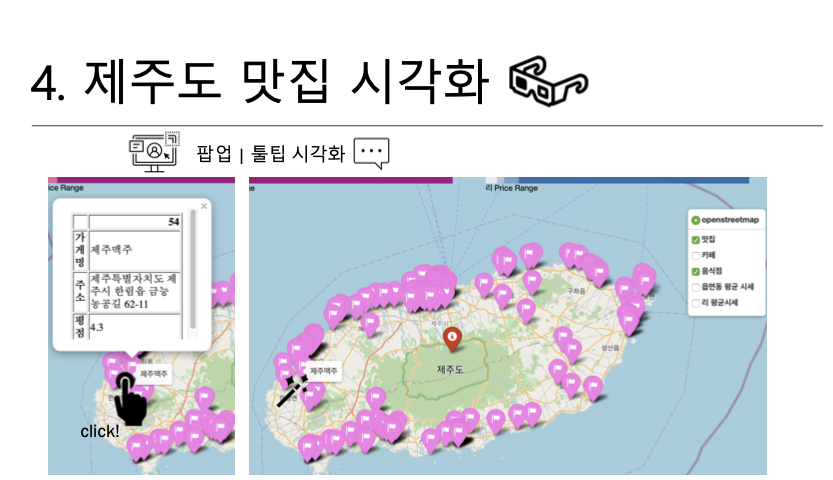 4. 제주도 맛집 시각화
팝업 | 툴팁 시각화
ice Range
54
가게명 제주맥주
주소 제주특별자치도 제
주시 한림읍 금능
농공길 62-11
평점 4.3
제주맥주
click!
리 Price Range
openstreetmap
맛집
카페
음식점
읍면동 평균 시세
리 평균시세
구좌읍
제주시
성산읍
제주도
제주맥주